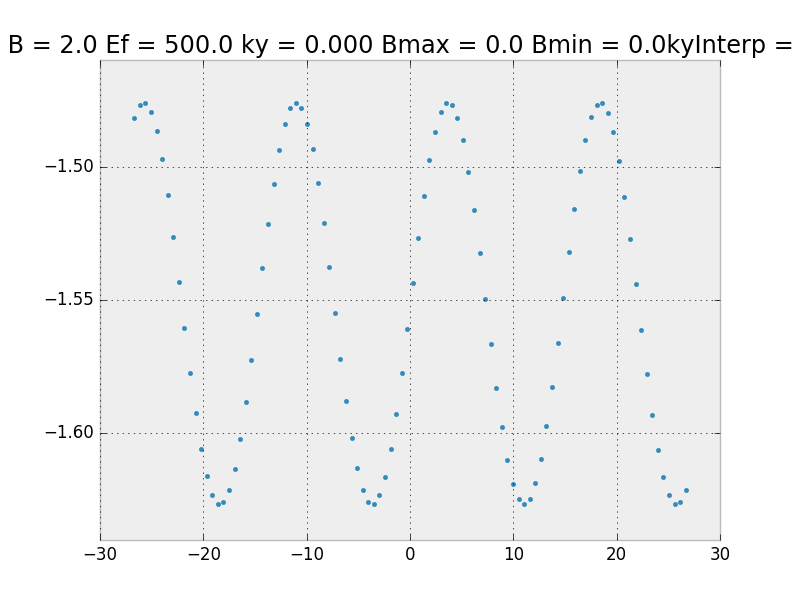 B = 2.0 Ef = 500.0 ky = 0.000 Bmax = 0.0 Bmin = 0.0kyInterp =
−1.50
−1.55
−1.60
−30 −20 −10 0 10 20 30